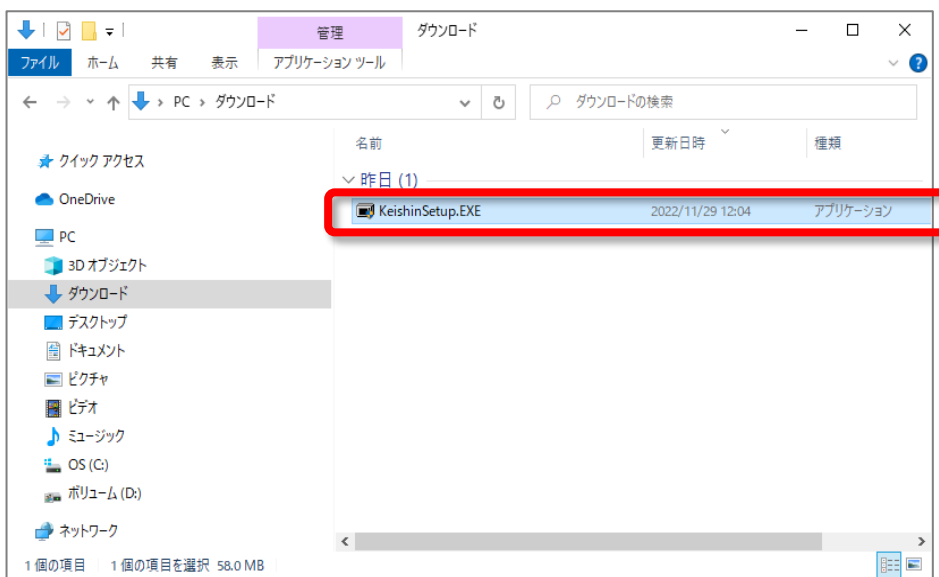 管理
ダウンロード
ファイル ホーム 共有 表示 アプリケーション ツール
PC › ダウンロード
ダウンロードの検索
名前 更新日時 種類
クイック アクセス
昨日 (1)
OneDrive
KeishinSetup.EXE 2022/11/29 12:04 アプリケーション
PC
3D オブジェクト
ダウンロード
デスクトップ
ドキュメント
ピクチャ
ビデオ
ミュージック
OS (C:)
ボリューム (D:)
ネットワーク
1 個の項目 1 個の項目を選択 58.0 MB